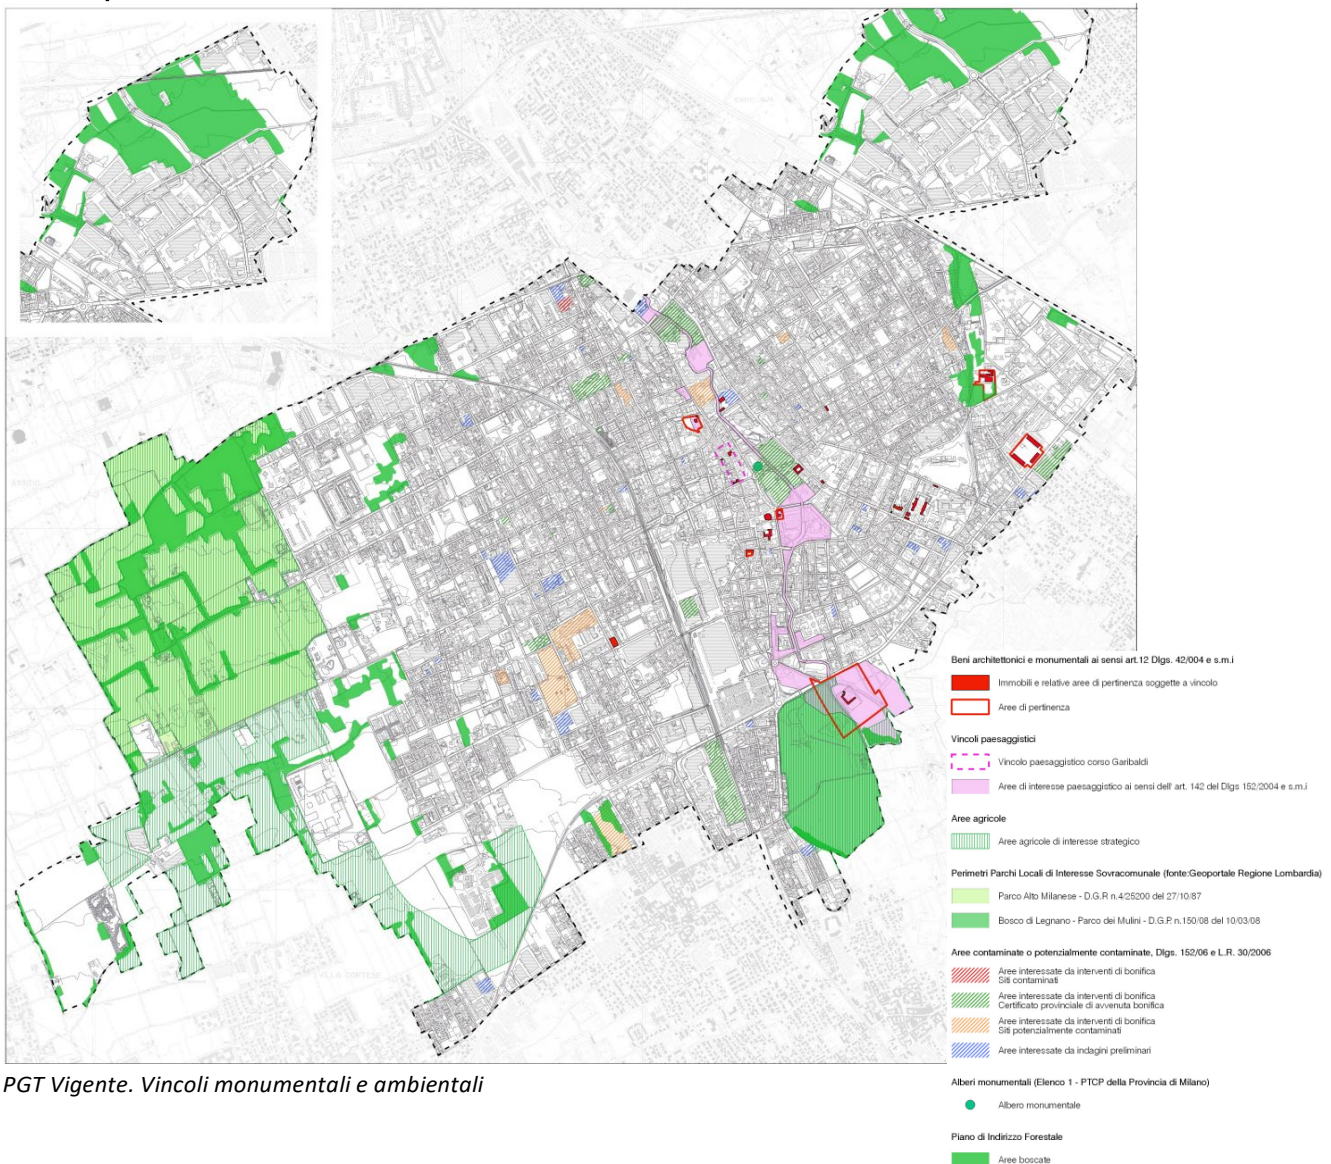 Beni architettonici e monumentali ai sensi art.12 Dlgs. 42/004 e s.m.i
Immobili e relative aree di pertinenza soggette a vincolo
Aree di pertinenza
Vincoli paesaggistici
Vincolo paesaggistico corso Garibaldi
Aree di interesse paesaggistico ai sensi dell' art. 142 del Dlgs 152/2004 e s.m.i
Aree agricole
Aree agricole di interesse strategico
Perimetri Parchi Locali di Interesse Sovracomunale (fonte:Geoportale Regione Lombardia)
Parco Alto Milanese - D.G.R n.4/25200 del 27/10/87
Bosco di Legnano - Parco dei Mulini - D.G.P. n.150/08 del 10/03/08
Aree contaminate o potenzialmente contaminate, Dlgs. 152/06 e L.R. 30/2006
Aree interessate da interventi di bonifica
Siti contaminati
Aree interessate da interventi di bonifica
Certificato provinciale di avvenuta bonifica
Aree interessate da interventi di bonifica
Siti potenzialmente contaminati
Aree interessate da indagini preliminari
PGT Vigente. Vincoli monumentali e ambientali
Alberi monumentali (Elenco 1 - PTCP della Provincia di Milano)
Albero monumentale
Piano di Indirizzo Forestale
Aree boscate